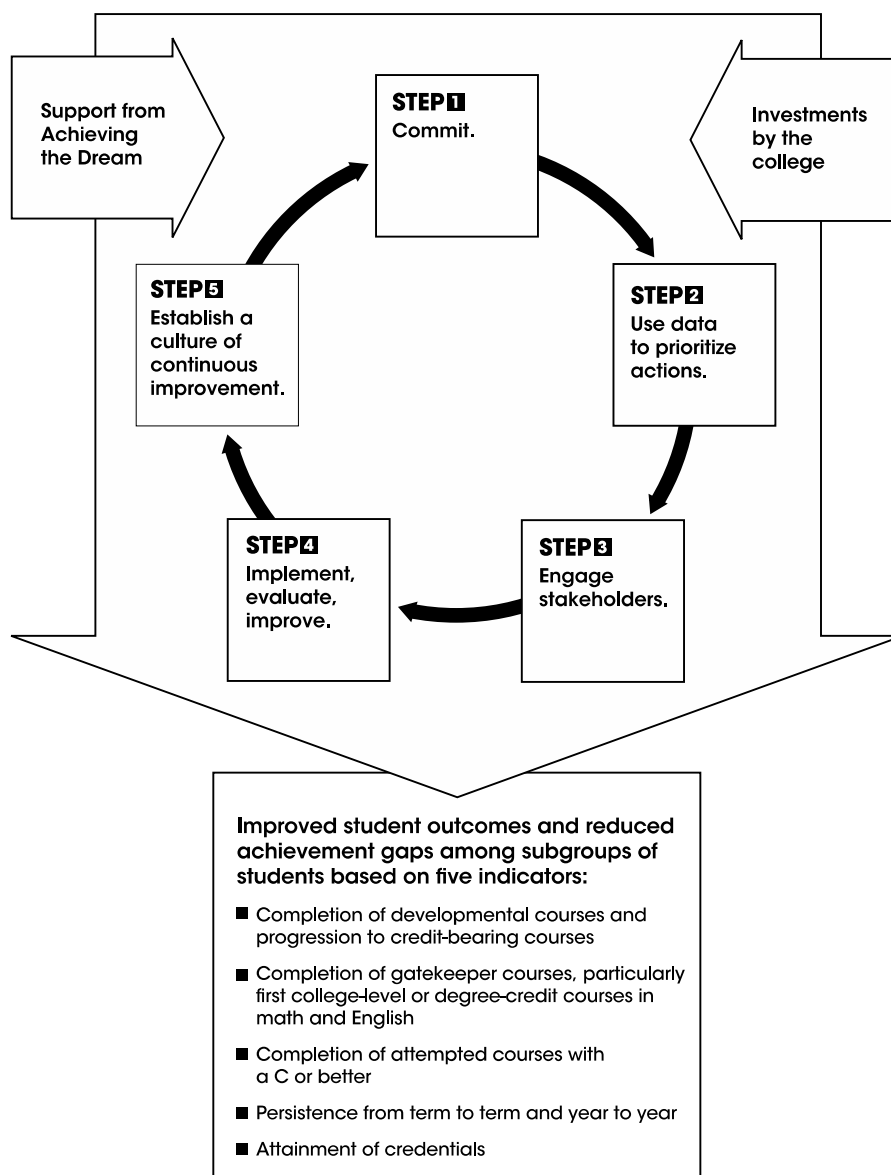 Support from
Achieving
the Dream
STEP 1
Commit.
Investments
by the
college
STEP 5
Establish a
culture of
continuous
improvement.
STEP 2
Use data
to prioritize
actions.
STEP 4
Implement,
evaluate,
improve.
STEP 3
Engage
stakeholders.
Improved student outcomes and reduced
achievement gaps among subgroups of
students based on five indicators:
■ Completion of developmental courses and
progression to credit-bearing courses
■ Completion of gatekeeper courses, particularly
first college-level or degree-credit courses in
math and English
■ Completion of attempted courses with
a C or better
■ Persistence from term to term and year to year
■ Attainment of credentials